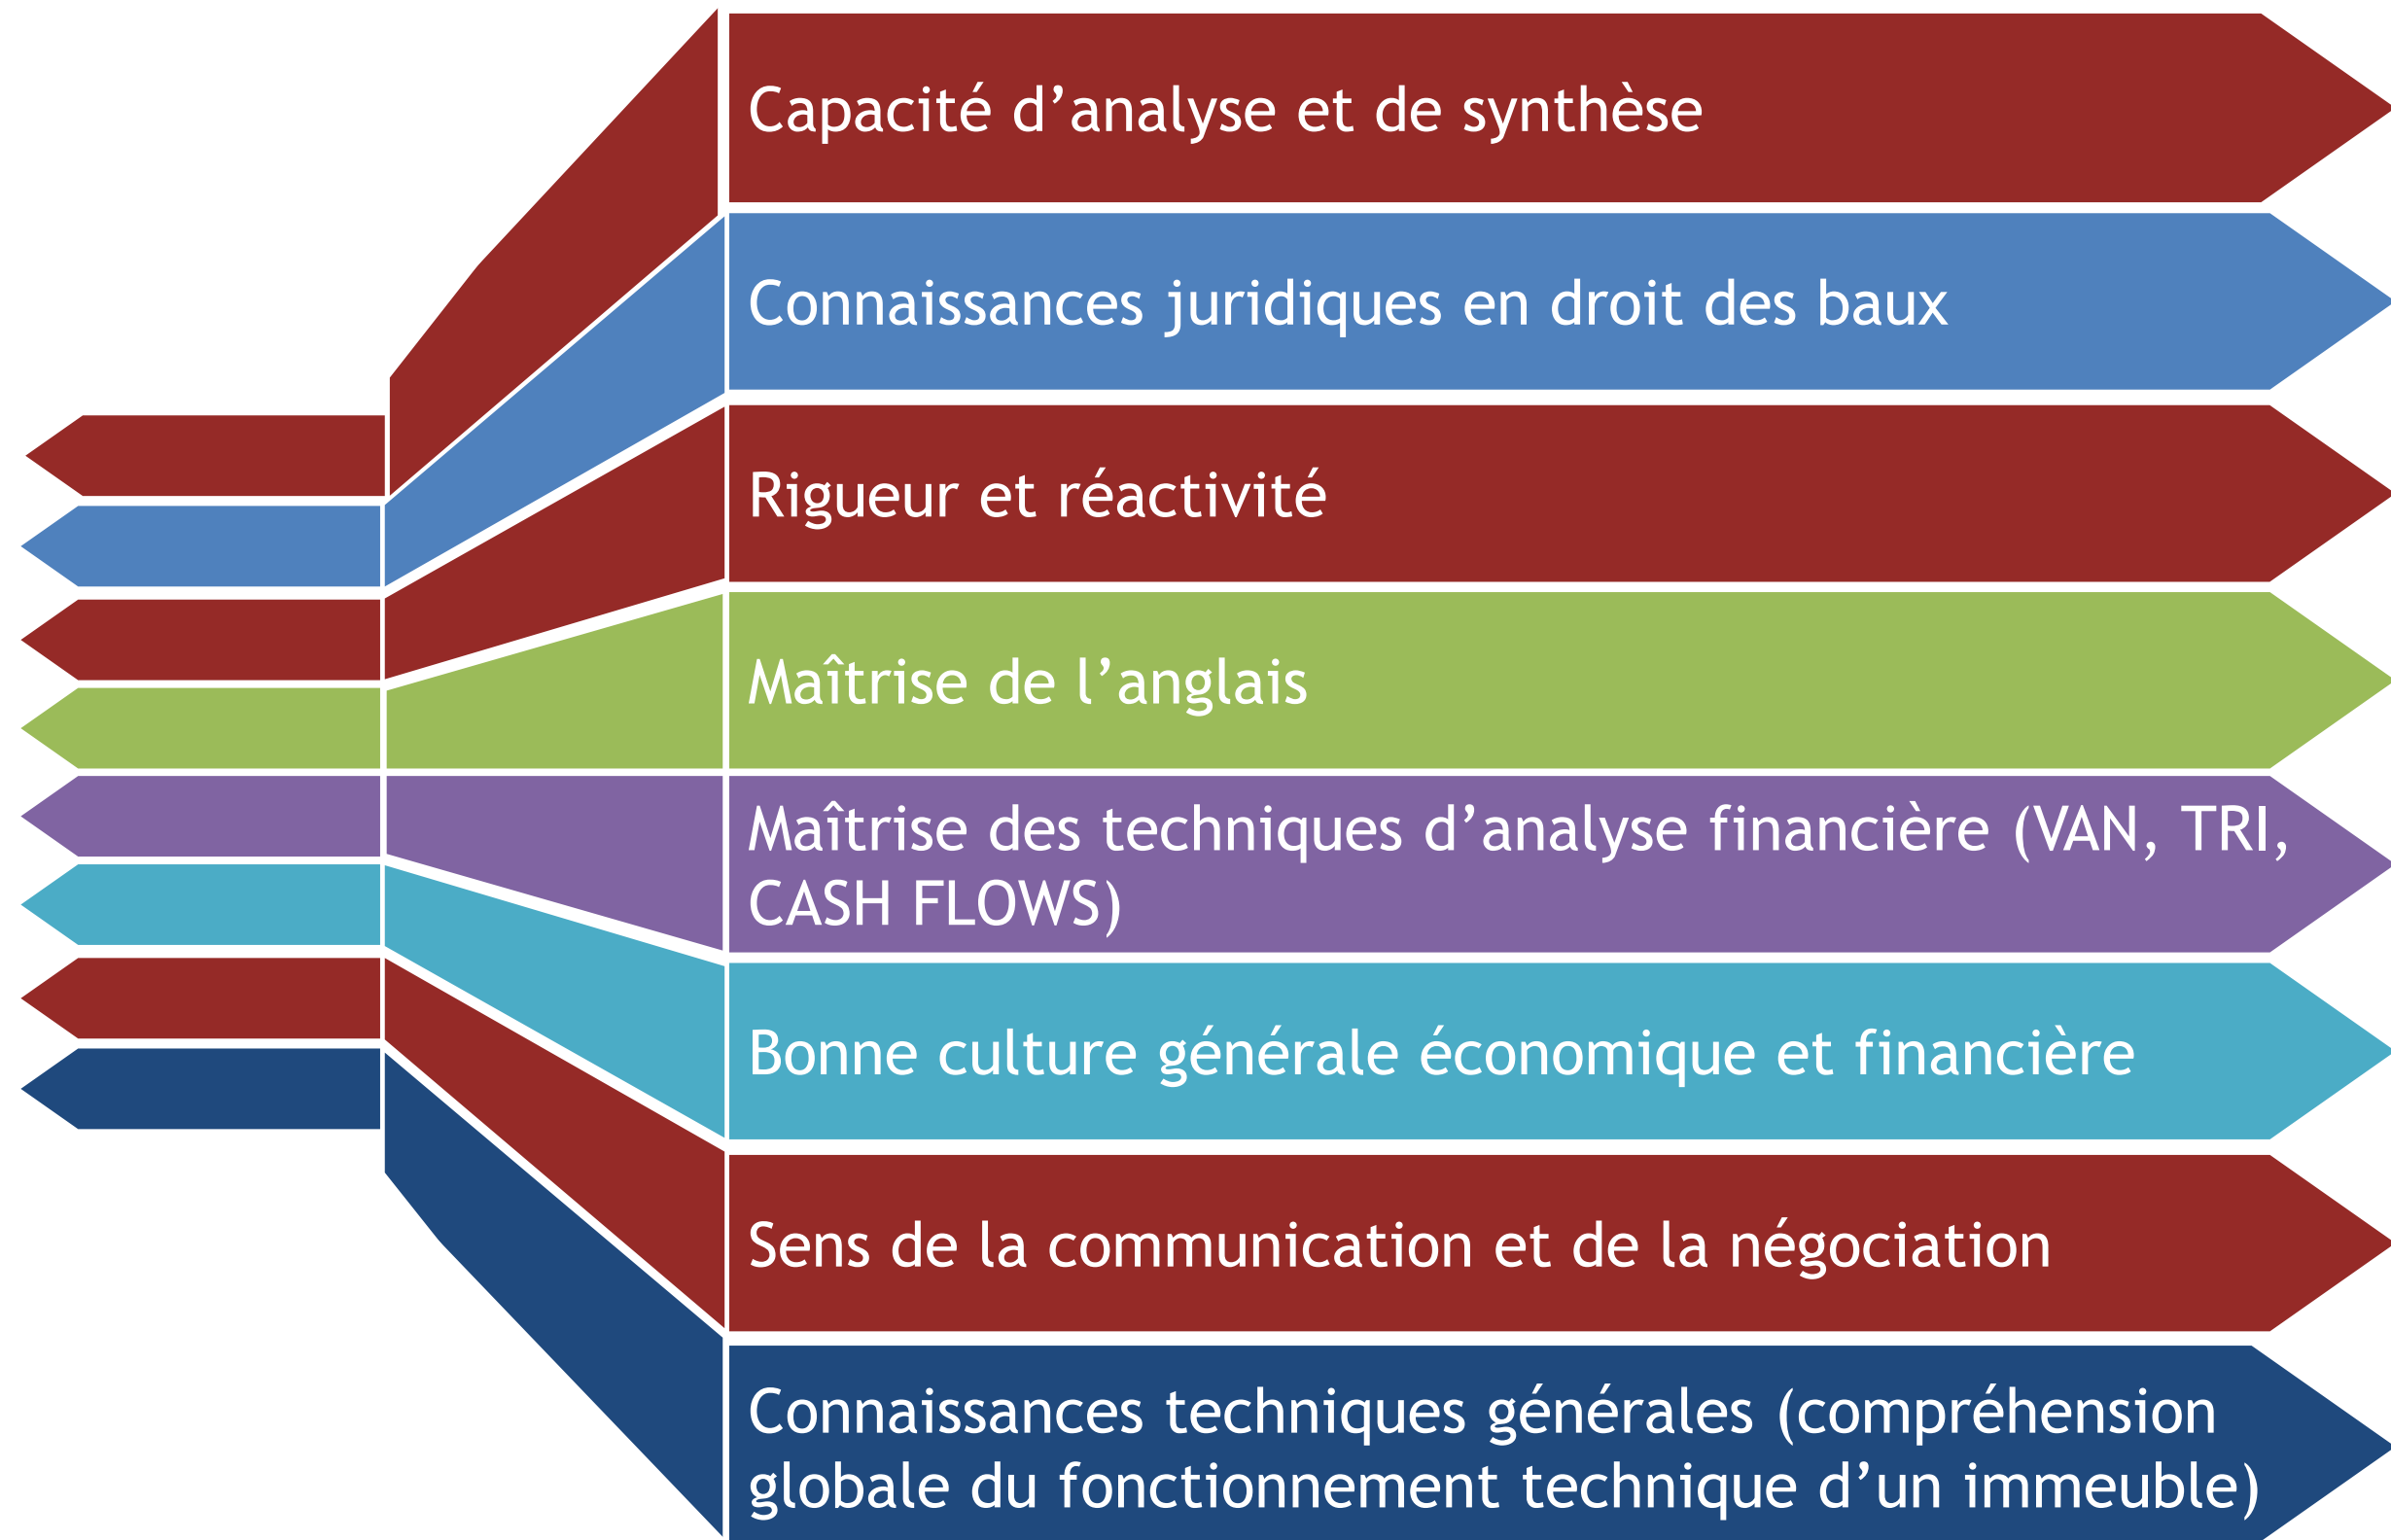 Capacité d’analyse et de synthèse
Connaissances juridiques en droit des baux
Rigueur et réactivité
Maîtrise de l’anglais
Maîtrise des techniques d’analyse financière (VAN, TRI,
CASH FLOWS)
Bonne culture générale économique et financière
Sens de la communication et de la négociation
Connaissances techniques générales (compréhension
globale du fonctionnement technique d’un immeuble)